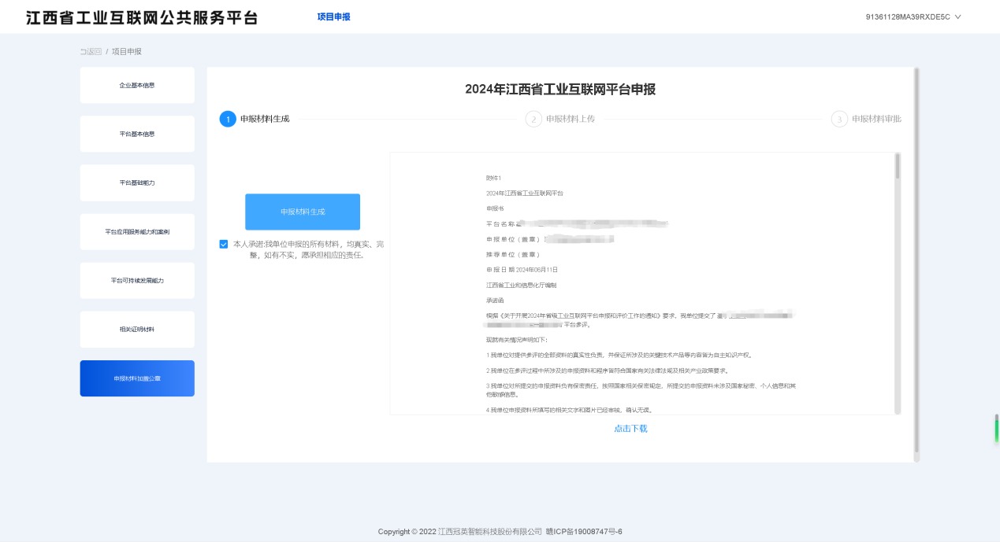 江西省工业互联网公共服务平台
项目申报
91361128MA39RXDE5C
返回 / 项目申报
企业基本信息
平台基本信息
平台基础能力
平台应用服务能力和案例
平台可持续发展能力
相关证明材料
申报材料加盖公章
2024年江西省工业互联网平台申报
1 申报材料生成
2 申报材料上传
3 申报材料审批
申报材料生成
本人承诺:我单位申报的所有材料，均真实、完
整，如有不实，愿承担相应的责任。
附件1
2024年江西省工业互联网平台
申报书
平 台 名 称
申 报 单 位（盖 章）
推 荐 单 位（盖 章）
申 报 日 期 2024年06月11日
江西省工业和信息化厅编制
承诺函
根据《关于开展2024年省级工业互联网平台申报和评价工作的通知》要求，我单位提交了
平台参评。
现就有关情况声明如下：
1.我单位对提供参评的全部资料的真实性负责，并保证所涉及的关键技术产品等内容皆为自主知识产权。
2.我单位在参评过程中所涉及的申报资料和程序皆符合国家有关法律法规及相关产业政策要求。
3.我单位对所提交的申报资料负有保密责任，按照国家相关保密规定，所提交的申报资料未涉及国家秘密、个人信息和其
他敏感信息。
4.我单位申报资料所填写的相关文字和图片已经审核，确认无误。
点击下载
Copyright © 2022 江西冠英智能科技股份有限公司 赣ICP备19008747号-6